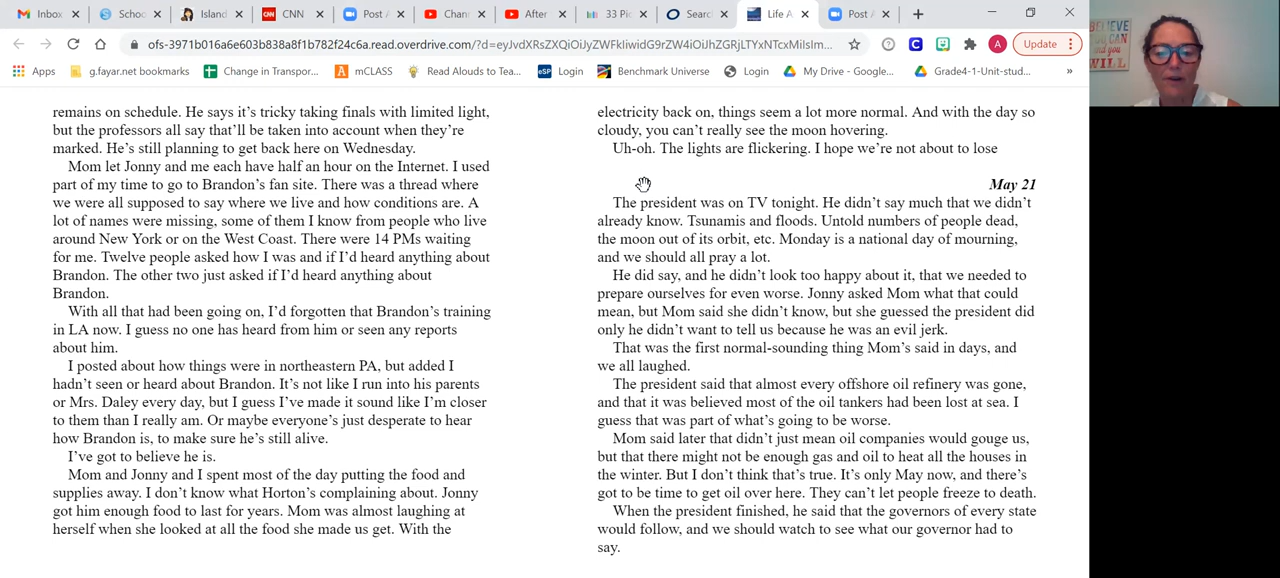 Inbox
Schoo
Island
CNN
CNN
Post A
Chann
After
33 Pic
Searc
Life A
Post A
ofs-3971b016a6e603b838a8f1b782f24c6a.read.overdrive.com/?d=eyJvdXRsZXQiOiJyZWFkIiwidG9rZW4iOiJhZGRjLTYxNTcxMiIsIm...
A
Update
Apps
g.fayar.net bookmarks
Change in Transpor...
mCLASS
Read Alouds to Tea...
eSP
Login
Benchmark Universe
Login
My Drive - Google...
Grade4-1-Unit-stud...
»
BELIEVE
YOU CAN
and you
WILL
remains on schedule. He says it's tricky taking finals with limited light,
but the professors all say that'll be taken into account when they're
marked. He's still planning to get back here on Wednesday.
Mom let Jonny and me each have half an hour on the Internet. I used
part of my time to go to Brandon's fan site. There was a thread where
we were all supposed to say where we live and how conditions are. A
lot of names were missing, some of them I know from people who live
around New York or on the West Coast. There were 14 PMs waiting
for me. Twelve people asked how I was and if I'd heard anything about
Brandon. The other two just asked if I'd heard anything about
Brandon.
With all that had been going on, I'd forgotten that Brandon's training
in LA now. I guess no one has heard from him or seen any reports
about him.
I posted about how things were in northeastern PA, but added I
hadn't seen or heard about Brandon. It's not like I run into his parents
or Mrs. Daley every day, but I guess I've made it sound like I'm closer
to them than I really am. Or maybe everyone's just desperate to hear
how Brandon is, to make sure he's still alive.
I've got to believe he is.
Mom and Jonny and I spent most of the day putting the food and
supplies away. I don't know what Horton's complaining about. Jonny
got him enough food to last for years. Mom was almost laughing at
herself when she looked at all the food she made us get. With the
electricity back on, things seem a lot more normal. And with the day so
cloudy, you can't really see the moon hovering.
Uh-oh. The lights are flickering. I hope we're not about to lose
May 21
The president was on TV tonight. He didn't say much that we didn't
already know. Tsunamis and floods. Untold numbers of people dead,
the moon out of its orbit, etc. Monday is a national day of mourning,
and we should all pray a lot.
He did say, and he didn't look too happy about it, that we needed to
prepare ourselves for even worse. Jonny asked Mom what that could
mean, but Mom said she didn't know, but she guessed the president did
only he didn't want to tell us because he was an evil jerk.
That was the first normal-sounding thing Mom's said in days, and
we all laughed.
The president said that almost every offshore oil refinery was gone,
and that it was believed most of the oil tankers had been lost at sea. I
guess that was part of what's going to be worse.
Mom said later that didn't just mean oil companies would gouge us,
but that there might not be enough gas and oil to heat all the houses in
the winter. But I don't think that's true. It's only May now, and there's
got to be time to get oil over here. They can't let people freeze to death.
When the president finished, he said that the governors of every state
would follow, and we should watch to see what our governor had to
say.